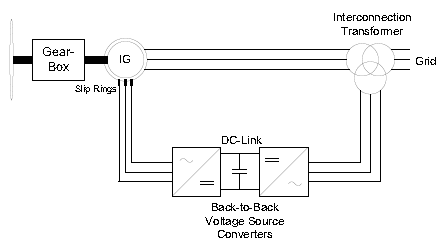 Interconnection
Transformer
Gear-
Box
IG
Grid
Slip Rings
DC-Link
Back-to-Back
Voltage Source
Converters